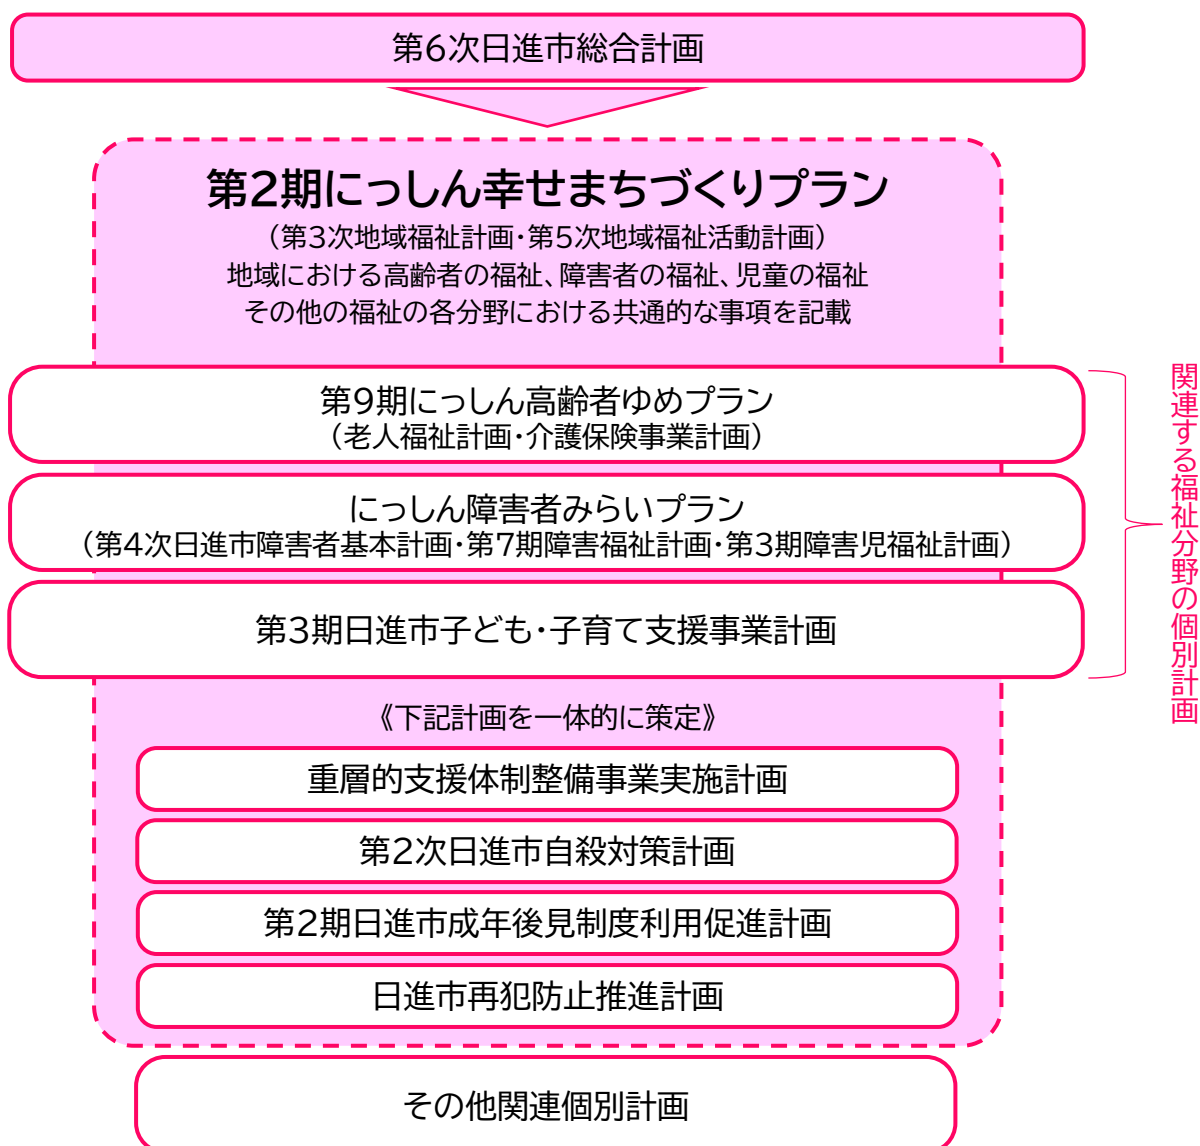 第6次日進市総合計画
第2期にっしん幸せまちづくりプラン
(第3次地域福祉計画・第5次地域福祉活動計画)
地域における高齢者の福祉、障害者の福祉、児童の福祉
その他の福祉の各分野における共通的な事項を記載
第9期にっしん高齢者ゆめプラン
(老人福祉計画・介護保険事業計画)
にっしん障害者みらいプラン
(第4次日進市障害者基本計画・第7期障害福祉計画・第3期障害児福祉計画)
第3期日進市子ども・子育て支援事業計画
関連する福祉分野の個別計画
《下記計画を一体的に策定》
重層的支援体制整備事業実施計画
第2次日進市自殺対策計画
第2期日進市成年後見制度利用促進計画
日進市再犯防止推進計画
その他関連個別計画